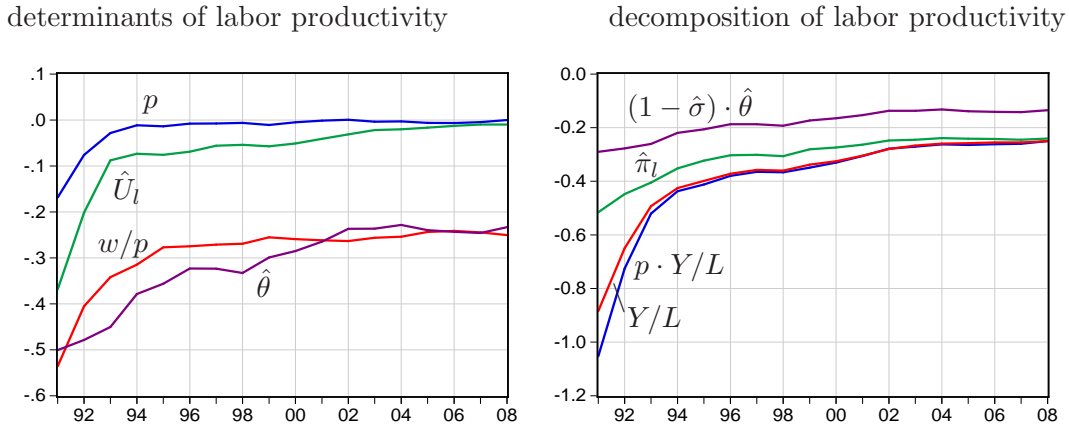 determinants of labor productivity
.1
.0
-.1
-.2
-.3
-.4
-.5
-.6
p
Û_l
w/p
θ̂
92 94 96 98 00 02 04 06 08
decomposition of labor productivity
0.0
-0.2
-0.4
-0.6
-0.8
-1.0
-1.2
(1 − σ̂) · θ̂
π̂_l
p · Y/L
Y/L
92 94 96 98 00 02 04 06 08